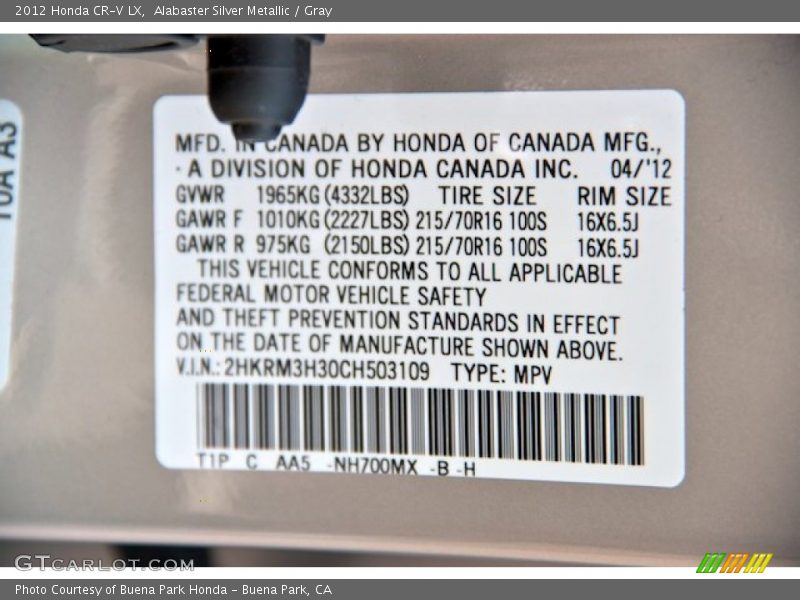 2012 Honda CR-V LX,  Alabaster Silver Metallic / Gray
10A A3
MFD. IN CANADA BY HONDA OF CANADA MFG.,
· A DIVISION OF HONDA CANADA INC. 04/'12
GVWR 1965KG (4332LBS) TIRE SIZE RIM SIZE
GAWR F 1010KG (2227LBS) 215/70R16 100S 16X6.5J
GAWR R 975KG (2150LBS) 215/70R16 100S 16X6.5J
THIS VEHICLE CONFORMS TO ALL APPLICABLE
FEDERAL MOTOR VEHICLE SAFETY
AND THEFT PREVENTION STANDARDS IN EFFECT
ON THE DATE OF MANUFACTURE SHOWN ABOVE.
V.I.N.: 2HKRM3H30CH503109 TYPE: MPV
T1P C AA5 -NH700MX -B -H
GTCARLOT.COM
Photo Courtesy of Buena Park Honda - Buena Park, CA